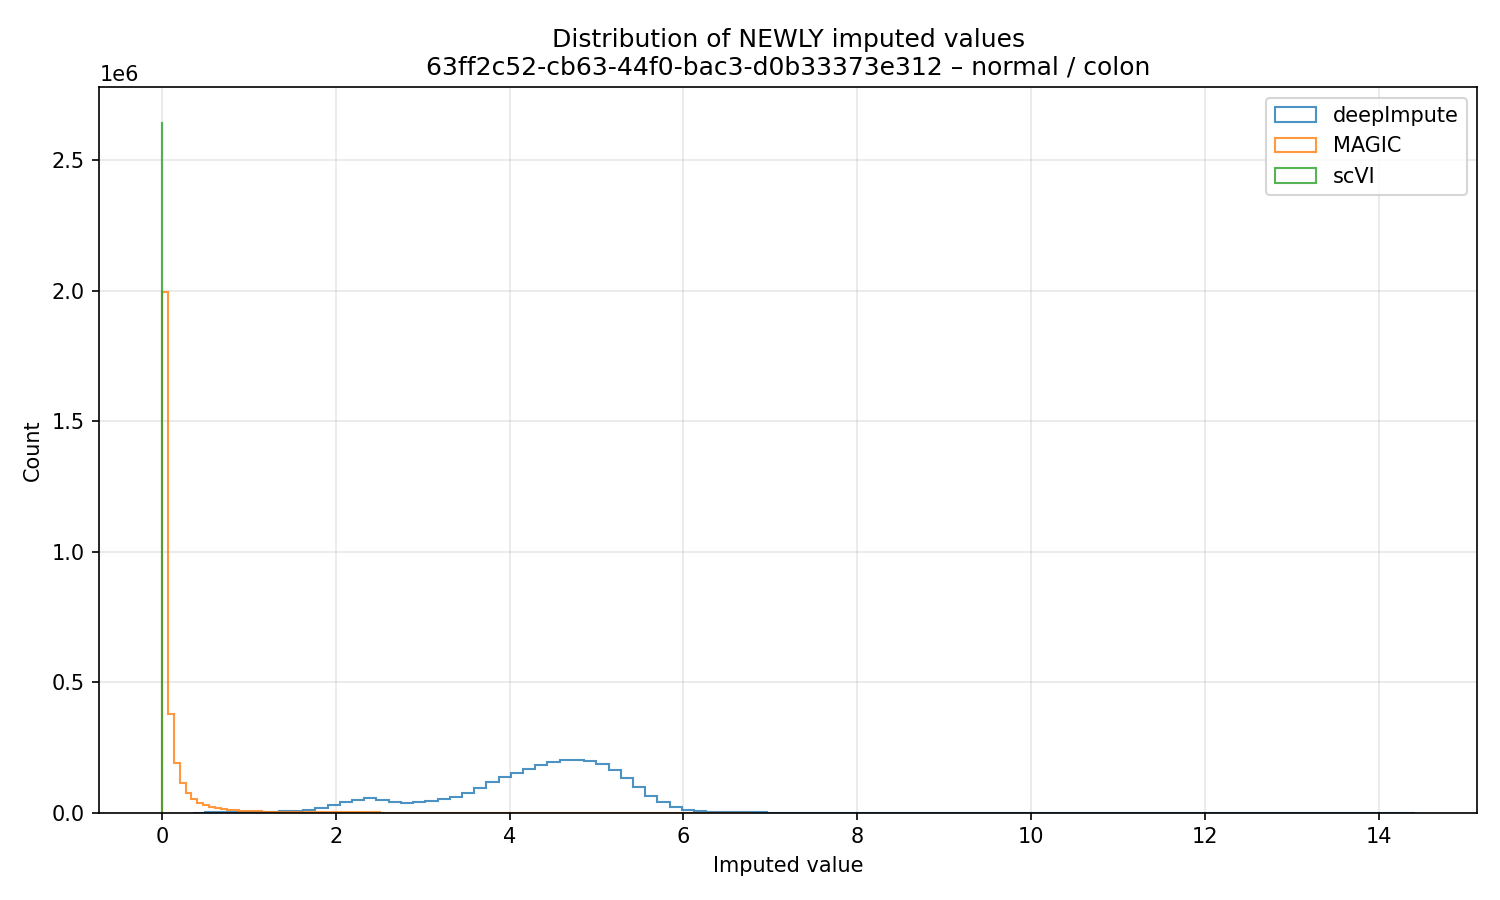 Distribution of NEWLY imputed values
63ff2c52-cb63-44f0-bac3-d0b33373e312 – normal / colon
1e6
deepImpute
MAGIC
scVI
2.5
2.0
1.5
1.0
0.5
0.0
Count
0 2 4 6 8 10 12 14
Imputed value